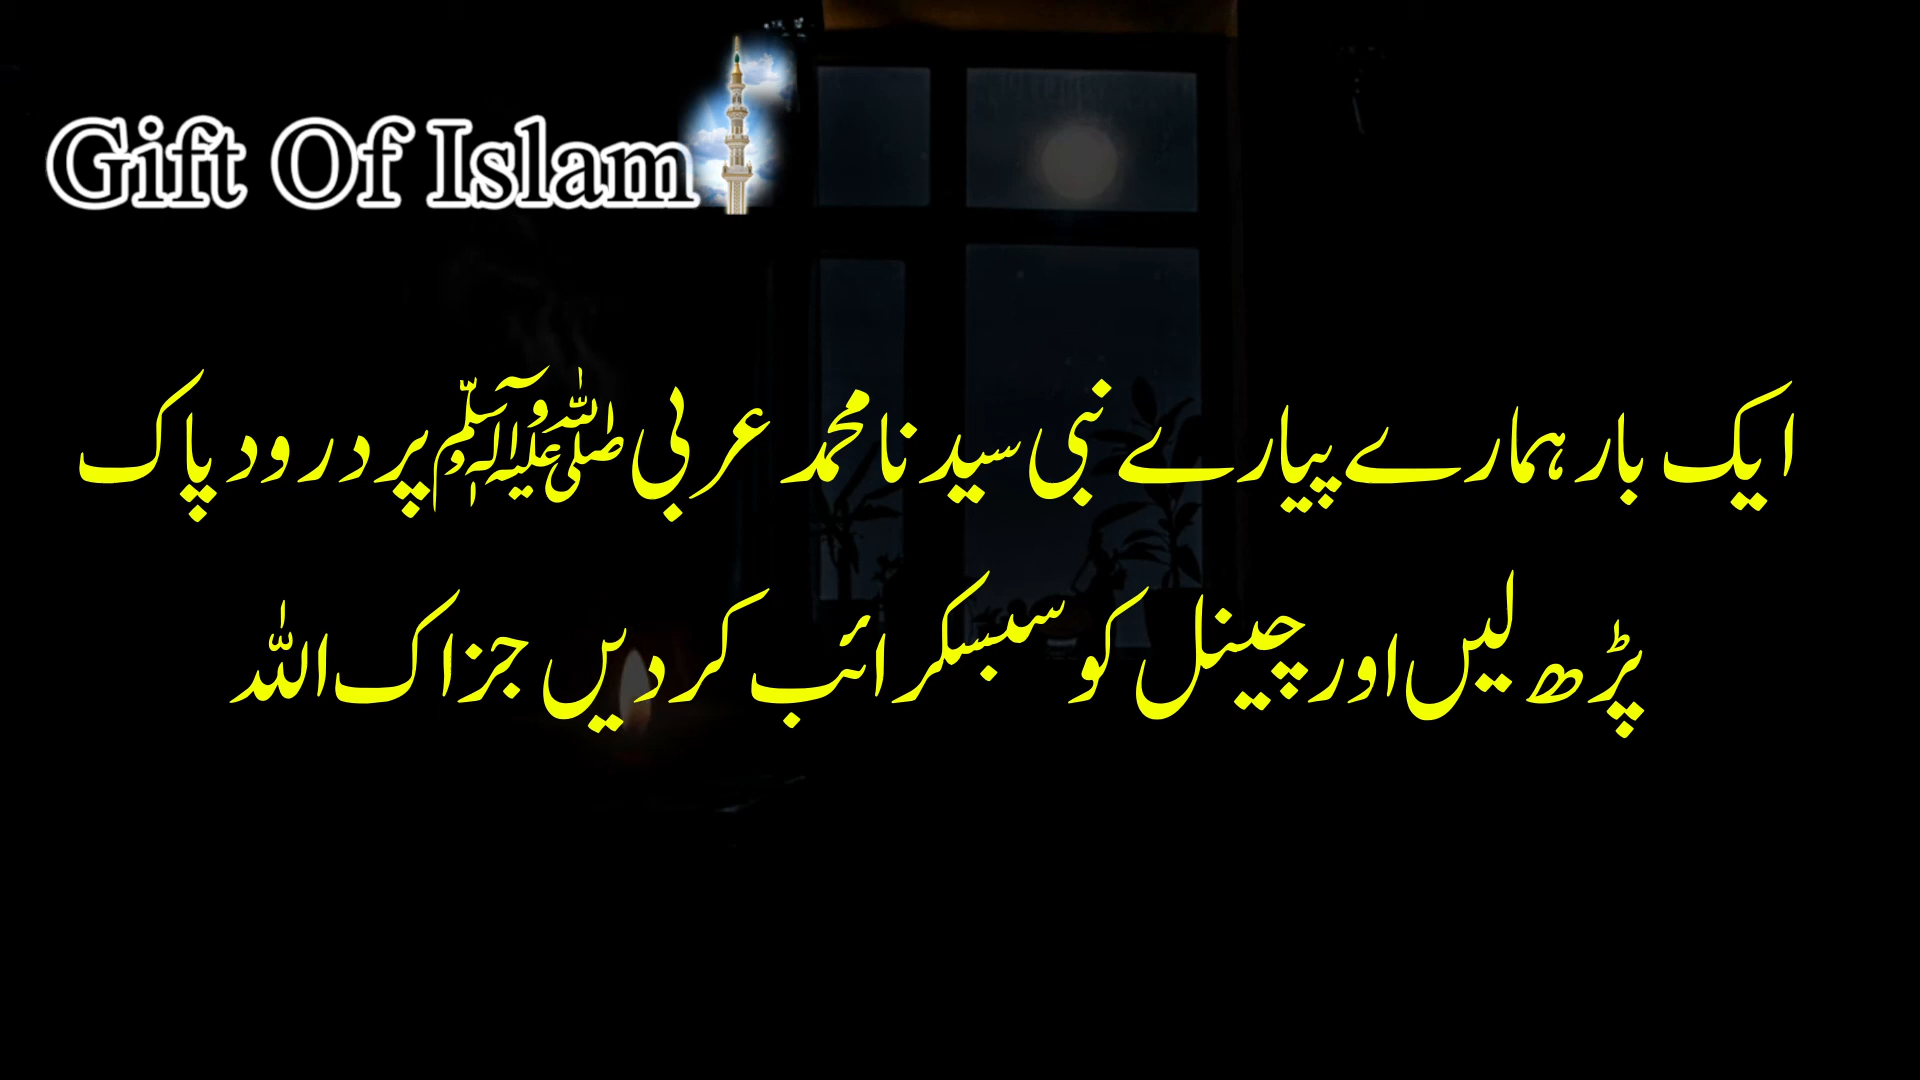 Gift Of Islam
ایک بار ہمارے پیارے نبی سیدنا محمد عربی ﷺ پر درود پاک
پڑھ لیں اور چینل کو سبسکرائب کر دیں جزاک اللہ